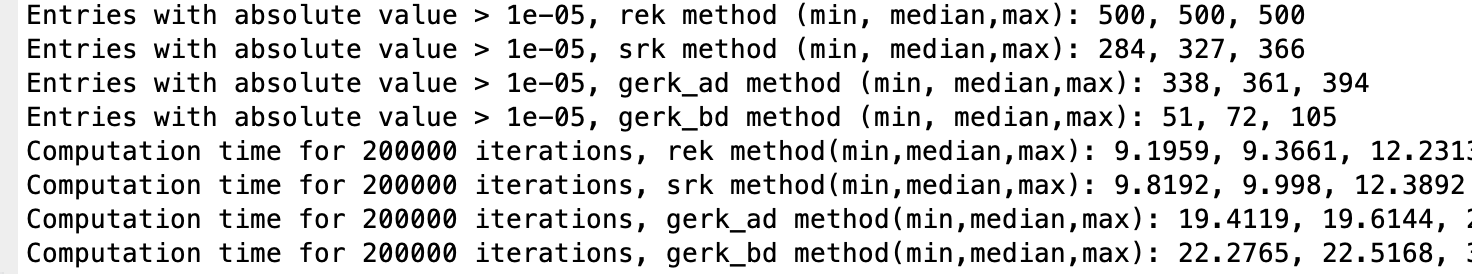 Entries with absolute value > 1e-05, rek method (min, median,max): 500, 500, 500
Entries with absolute value > 1e-05, srk method (min, median,max): 284, 327, 366
Entries with absolute value > 1e-05, gerk_ad method (min, median,max): 338, 361, 394
Entries with absolute value > 1e-05, gerk_bd method (min, median,max): 51, 72, 105
Computation time for 200000 iterations, rek method(min,median,max): 9.1959, 9.3661, 12.2313
Computation time for 200000 iterations, srk method(min,median,max): 9.8192, 9.998, 12.3892
Computation time for 200000 iterations, gerk_ad method(min,median,max): 19.4119, 19.6144,
Computation time for 200000 iterations, gerk_bd method(min,median,max): 22.2765, 22.5168,